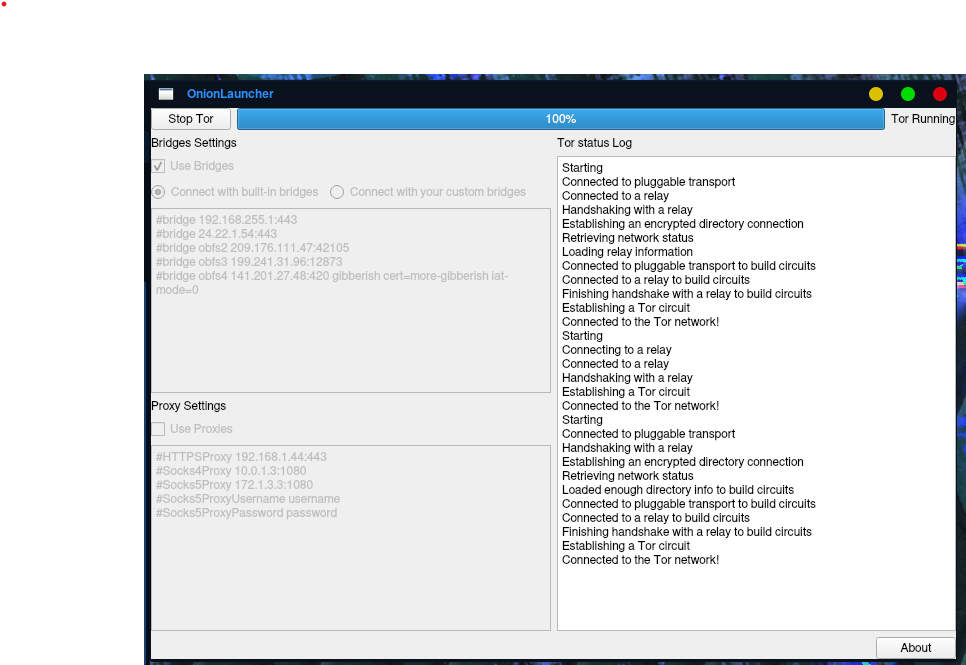 OnionLauncher
Stop Tor
100%
Tor Running
Bridges Settings
Use Bridges
Connect with built-in bridges
Connect with your custom bridges
#bridge 192.168.255.1:443
#bridge 24.22.1.54:443
#bridge obfs2 209.176.111.47:42105
#bridge obfs3 199.241.31.96:12873
#bridge obfs4 141.201.27.48:420 gibberish cert=more-gibberish iat-
mode=0
Proxy Settings
Use Proxies
#HTTPSProxy 192.168.1.44:443
#Socks4Proxy 10.0.1.3:1080
#Socks5Proxy 172.1.3.3:1080
#Socks5ProxyUsername username
#Socks5ProxyPassword password
Tor status Log
Starting
Connected to pluggable transport
Connected to a relay
Handshaking with a relay
Establishing an encrypted directory connection
Retrieving network status
Loading relay information
Connected to pluggable transport to build circuits
Connected to a relay to build circuits
Finishing handshake with a relay to build circuits
Establishing a Tor circuit
Connected to the Tor network!
Starting
Connecting to a relay
Connected to a relay
Handshaking with a relay
Establishing a Tor circuit
Connected to the Tor network!
Starting
Connected to pluggable transport
Handshaking with a relay
Establishing an encrypted directory connection
Retrieving network status
Loaded enough directory info to build circuits
Connected to pluggable transport to build circuits
Connected to a relay to build circuits
Finishing handshake with a relay to build circuits
Establishing a Tor circuit
Connected to the Tor network!
About